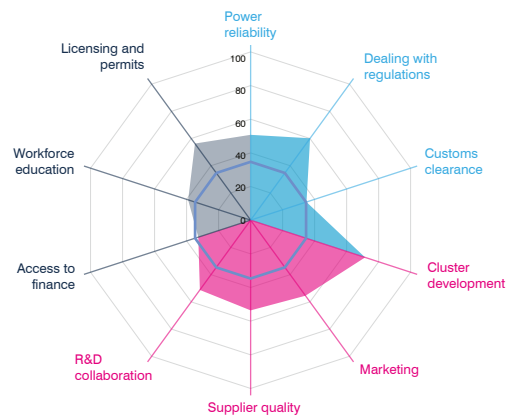 Power
reliability
Licensing and
permits
Dealing with
regulations
100
80
60
40
20
0
Workforce
education
Customs
clearance
Access to
finance
Cluster
development
R&D
collaboration
Marketing
Supplier quality